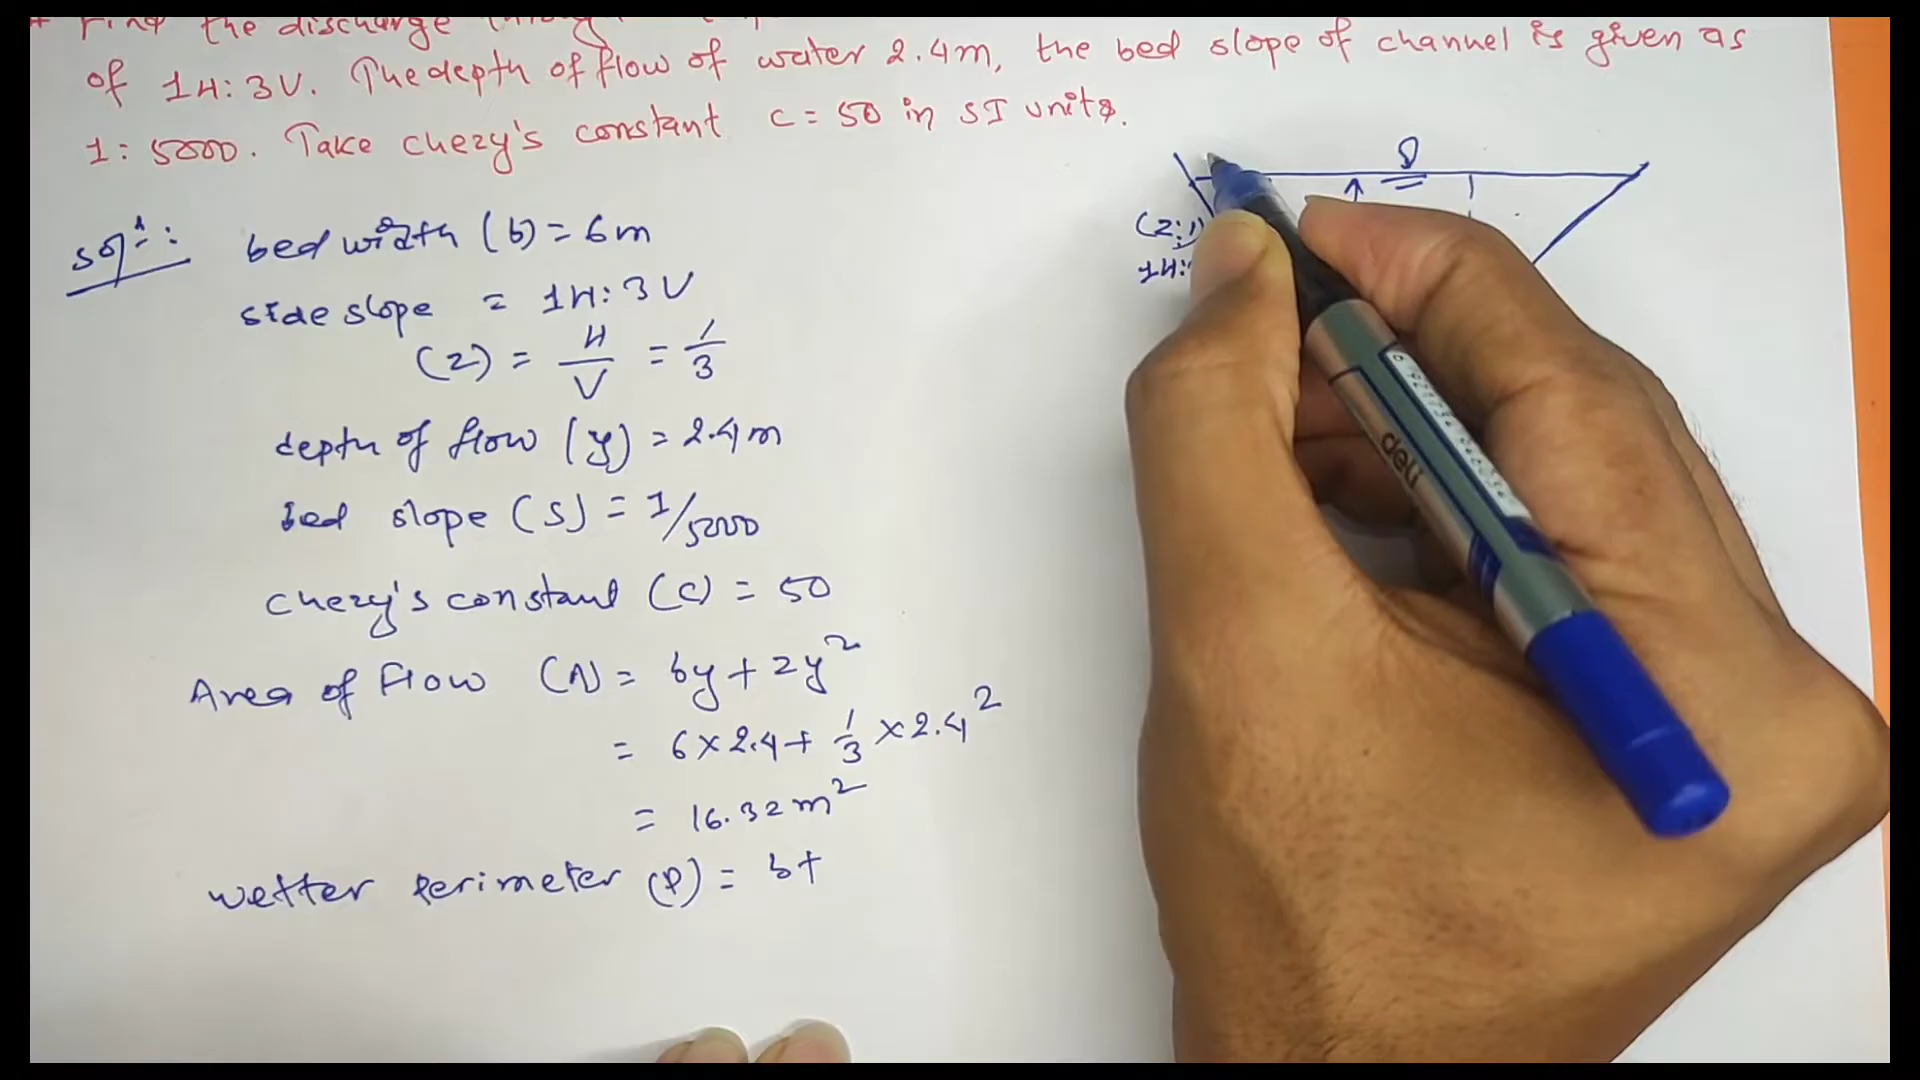 Find the discharge
of 1H:3V. The depth of flow of water 2.4m, the bed slope of channel is given as
1:5000. Take chezy's constant c = 50 in SI units.
solⁿ:
bed width (b) = 6m
side slope = 1H:3V
(z) = H/V = 1/3
depth of flow (y) = 2.4m
bed slope (S) = 1/5000
chezy's constant (C) = 50
Area of flow (A) = by + zy²
= 6×2.4 + 1/3 × 2.4²
= 16.32m²
wetter perimeter (P) = b+
(z:1)
1H:
deli